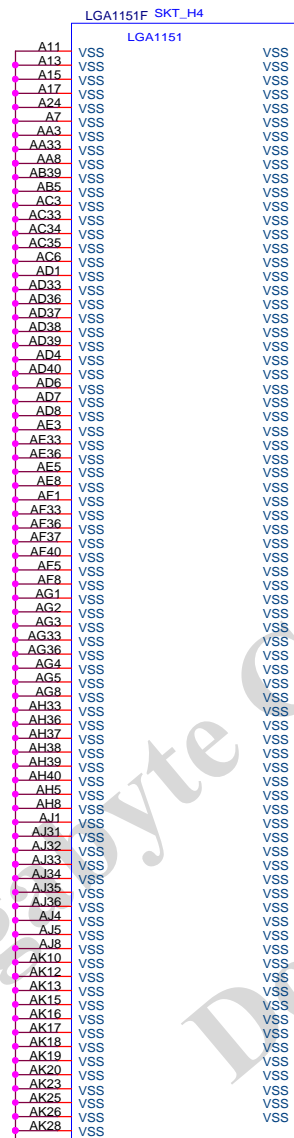 LGA1151F SKT_H4
LGA1151
A11 VSS VSS
A13 VSS VSS
A15 VSS VSS
A17 VSS VSS
A24 VSS VSS
A7 VSS VSS
AA3 VSS VSS
AA33 VSS VSS
AA8 VSS VSS
AB39 VSS VSS
AB5 VSS VSS
AC3 VSS VSS
AC33 VSS VSS
AC34 VSS VSS
AC35 VSS VSS
AC6 VSS VSS
AD1 VSS VSS
AD33 VSS VSS
AD36 VSS VSS
AD37 VSS VSS
AD38 VSS VSS
AD39 VSS VSS
AD4 VSS VSS
AD40 VSS VSS
AD6 VSS VSS
AD7 VSS VSS
AD8 VSS VSS
AE3 VSS VSS
AE33 VSS VSS
AE36 VSS VSS
AE5 VSS VSS
AE8 VSS VSS
AF1 VSS VSS
AF33 VSS VSS
AF36 VSS VSS
AF37 VSS VSS
AF40 VSS VSS
AF5 VSS VSS
AF8 VSS VSS
AG1 VSS VSS
AG2 VSS VSS
AG3 VSS VSS
AG33 VSS VSS
AG36 VSS VSS
AG4 VSS VSS
AG5 VSS VSS
AG8 VSS VSS
AH33 VSS VSS
AH36 VSS VSS
AH37 VSS VSS
AH38 VSS VSS
AH39 VSS VSS
AH40 VSS VSS
AH5 VSS VSS
AH8 VSS VSS
AJ1 VSS VSS
AJ31 VSS VSS
AJ32 VSS VSS
AJ33 VSS VSS
AJ34 VSS VSS
AJ35 VSS VSS
AJ36 VSS VSS
AJ4 VSS VSS
AJ5 VSS VSS
AJ8 VSS VSS
AK10 VSS VSS
AK12 VSS VSS
AK13 VSS VSS
AK15 VSS VSS
AK16 VSS VSS
AK17 VSS VSS
AK18 VSS VSS
AK19 VSS VSS
AK20 VSS VSS
AK23 VSS VSS
AK25 VSS VSS
AK26 VSS VSS
AK28 VSS
gabyte C
Do